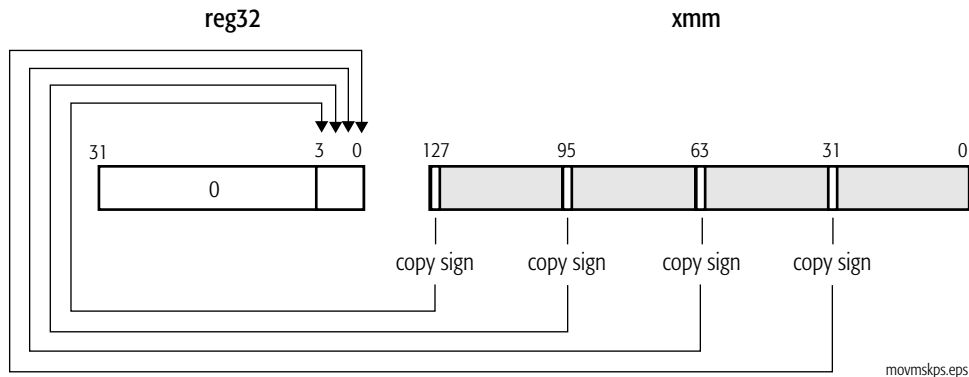 reg32 xmm
31 3 0 127 95 63 31 0
0
copy sign copy sign copy sign copy sign
movmskps.eps